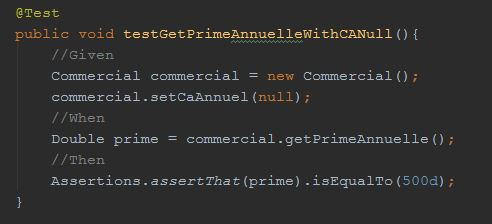 @Test
public void testGetPrimeAnnuelleWithCANull(){
    //Given
    Commercial commercial = new Commercial();
    commercial.setCaAnnuel(null);
    //When
    Double prime = commercial.getPrimeAnnuelle();
    //Then
    Assertions.assertThat(prime).isEqualTo(500d);
}